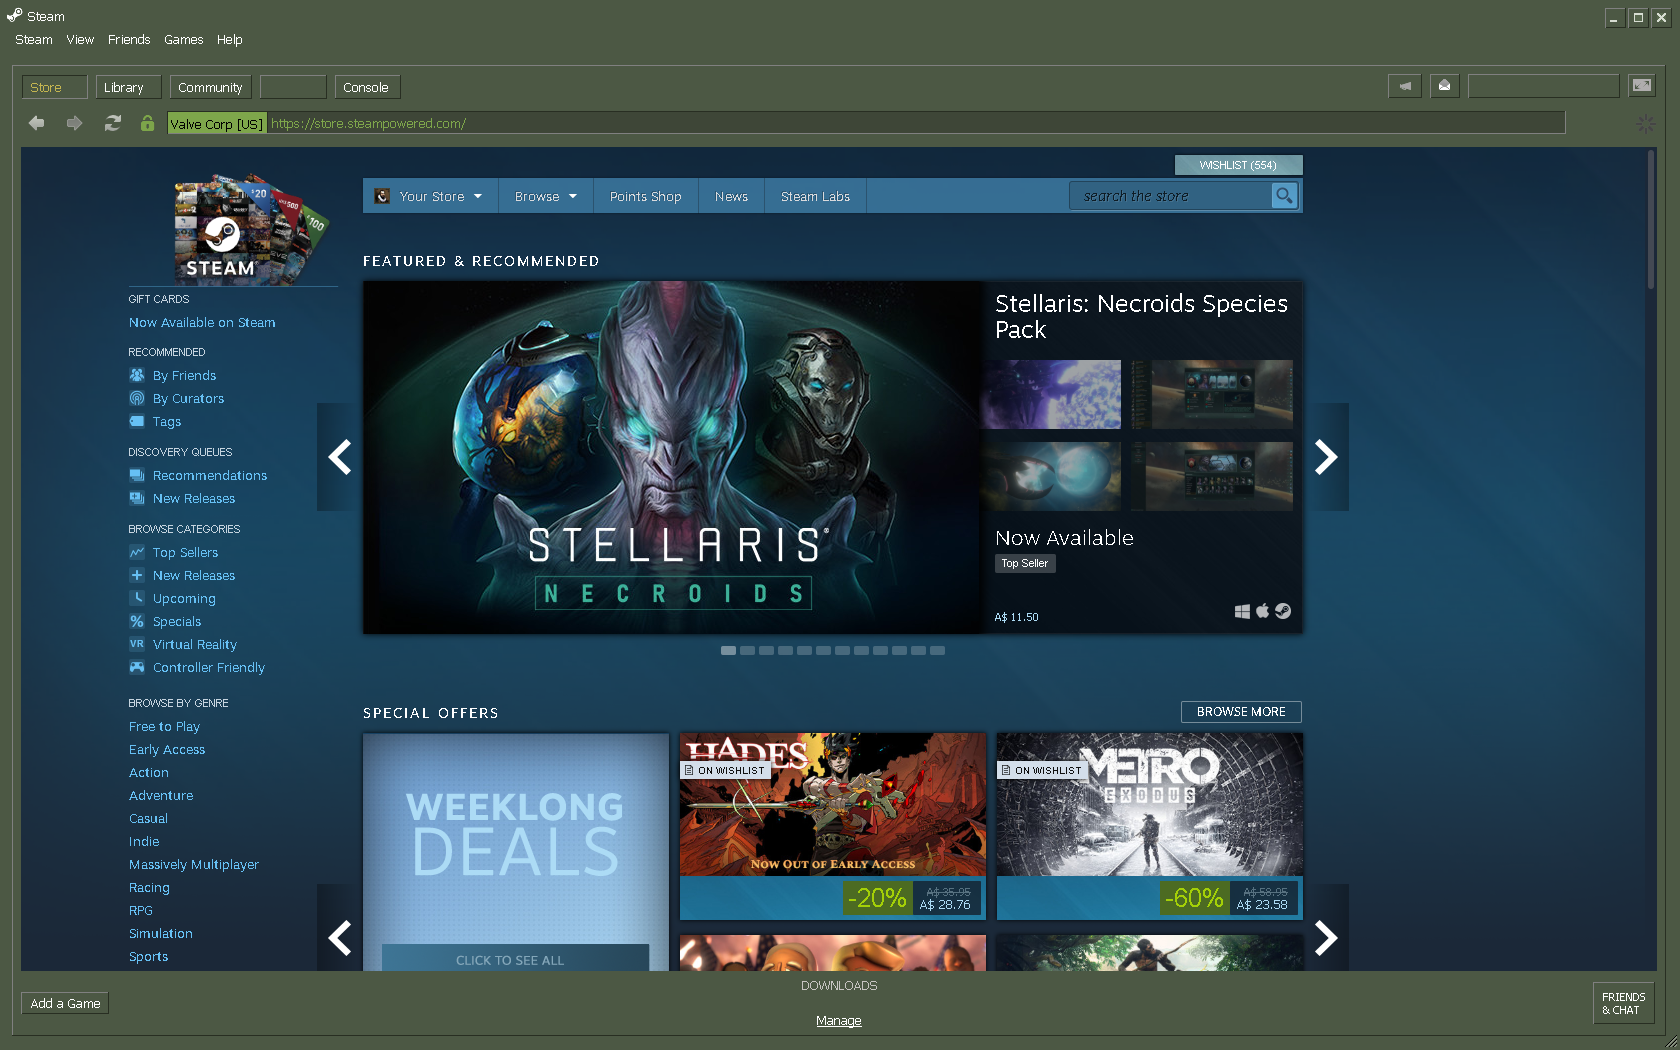 Steam
Steam View Friends Games Help
Store Library Community Console
Valve Corp [US] https://store.steampowered.com/
WISHLIST (554)
Your Store Browse Points Shop News Steam Labs search the store
$20
$100
STEAM
GIFT CARDS
Now Available on Steam
RECOMMENDED
By Friends
By Curators
Tags
DISCOVERY QUEUES
Recommendations
New Releases
BROWSE CATEGORIES
Top Sellers
New Releases
Upcoming
Specials
VR Virtual Reality
Controller Friendly
BROWSE BY GENRE
Free to Play
Early Access
Action
Adventure
Casual
Indie
Massively Multiplayer
Racing
RPG
Simulation
Sports
FEATURED & RECOMMENDED
STELLARIS®
NECROIDS
Stellaris: Necroids Species
Pack
Now Available
Top Seller
A$ 11.50
SPECIAL OFFERS
BROWSE MORE
WEEKLONG
DEALS
CLICK TO SEE ALL
HADES
ON WISHLIST
NOW OUT OF EARLY ACCESS
-20%
A$ 35.95
A$ 28.76
METRO
EXODUS
ON WISHLIST
-60%
A$ 58.95
A$ 23.58
Add a Game
DOWNLOADS
Manage
FRIENDS
& CHAT